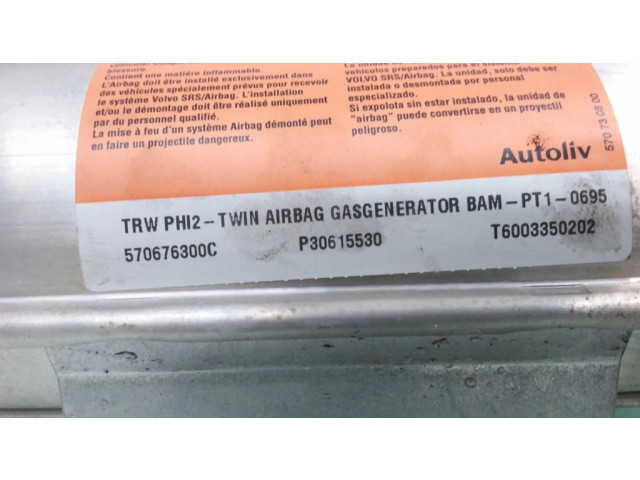 pressure.
Contient une matière inflammable.
L'Airbag doit être installé exclusivement dans
des véhicules spécialement prévus pour recevoir
le système Volvo SRS/Airbag. L'installation
et/ou le démontage doit être réalisé uniquement
par du personnel qualifié.
La mise à feu d'un système Airbag démonté peut
en faire un projectile dangereux.
La unidad
vehículos preparados para el sistema
VOLVO SRS/Airbag. La unidad, solo debe ser
instalada o desmontada por personal
especializado.
Si expolota sin estar instalado, la unidad de
"airbag" puede convertirse en un proyectil
peligroso.
Autoliv
570 73 08 00
TRW PHI2-TWIN AIRBAG GASGENERATOR BAM-PT1-0695
570676300C P30615530 T6003350202